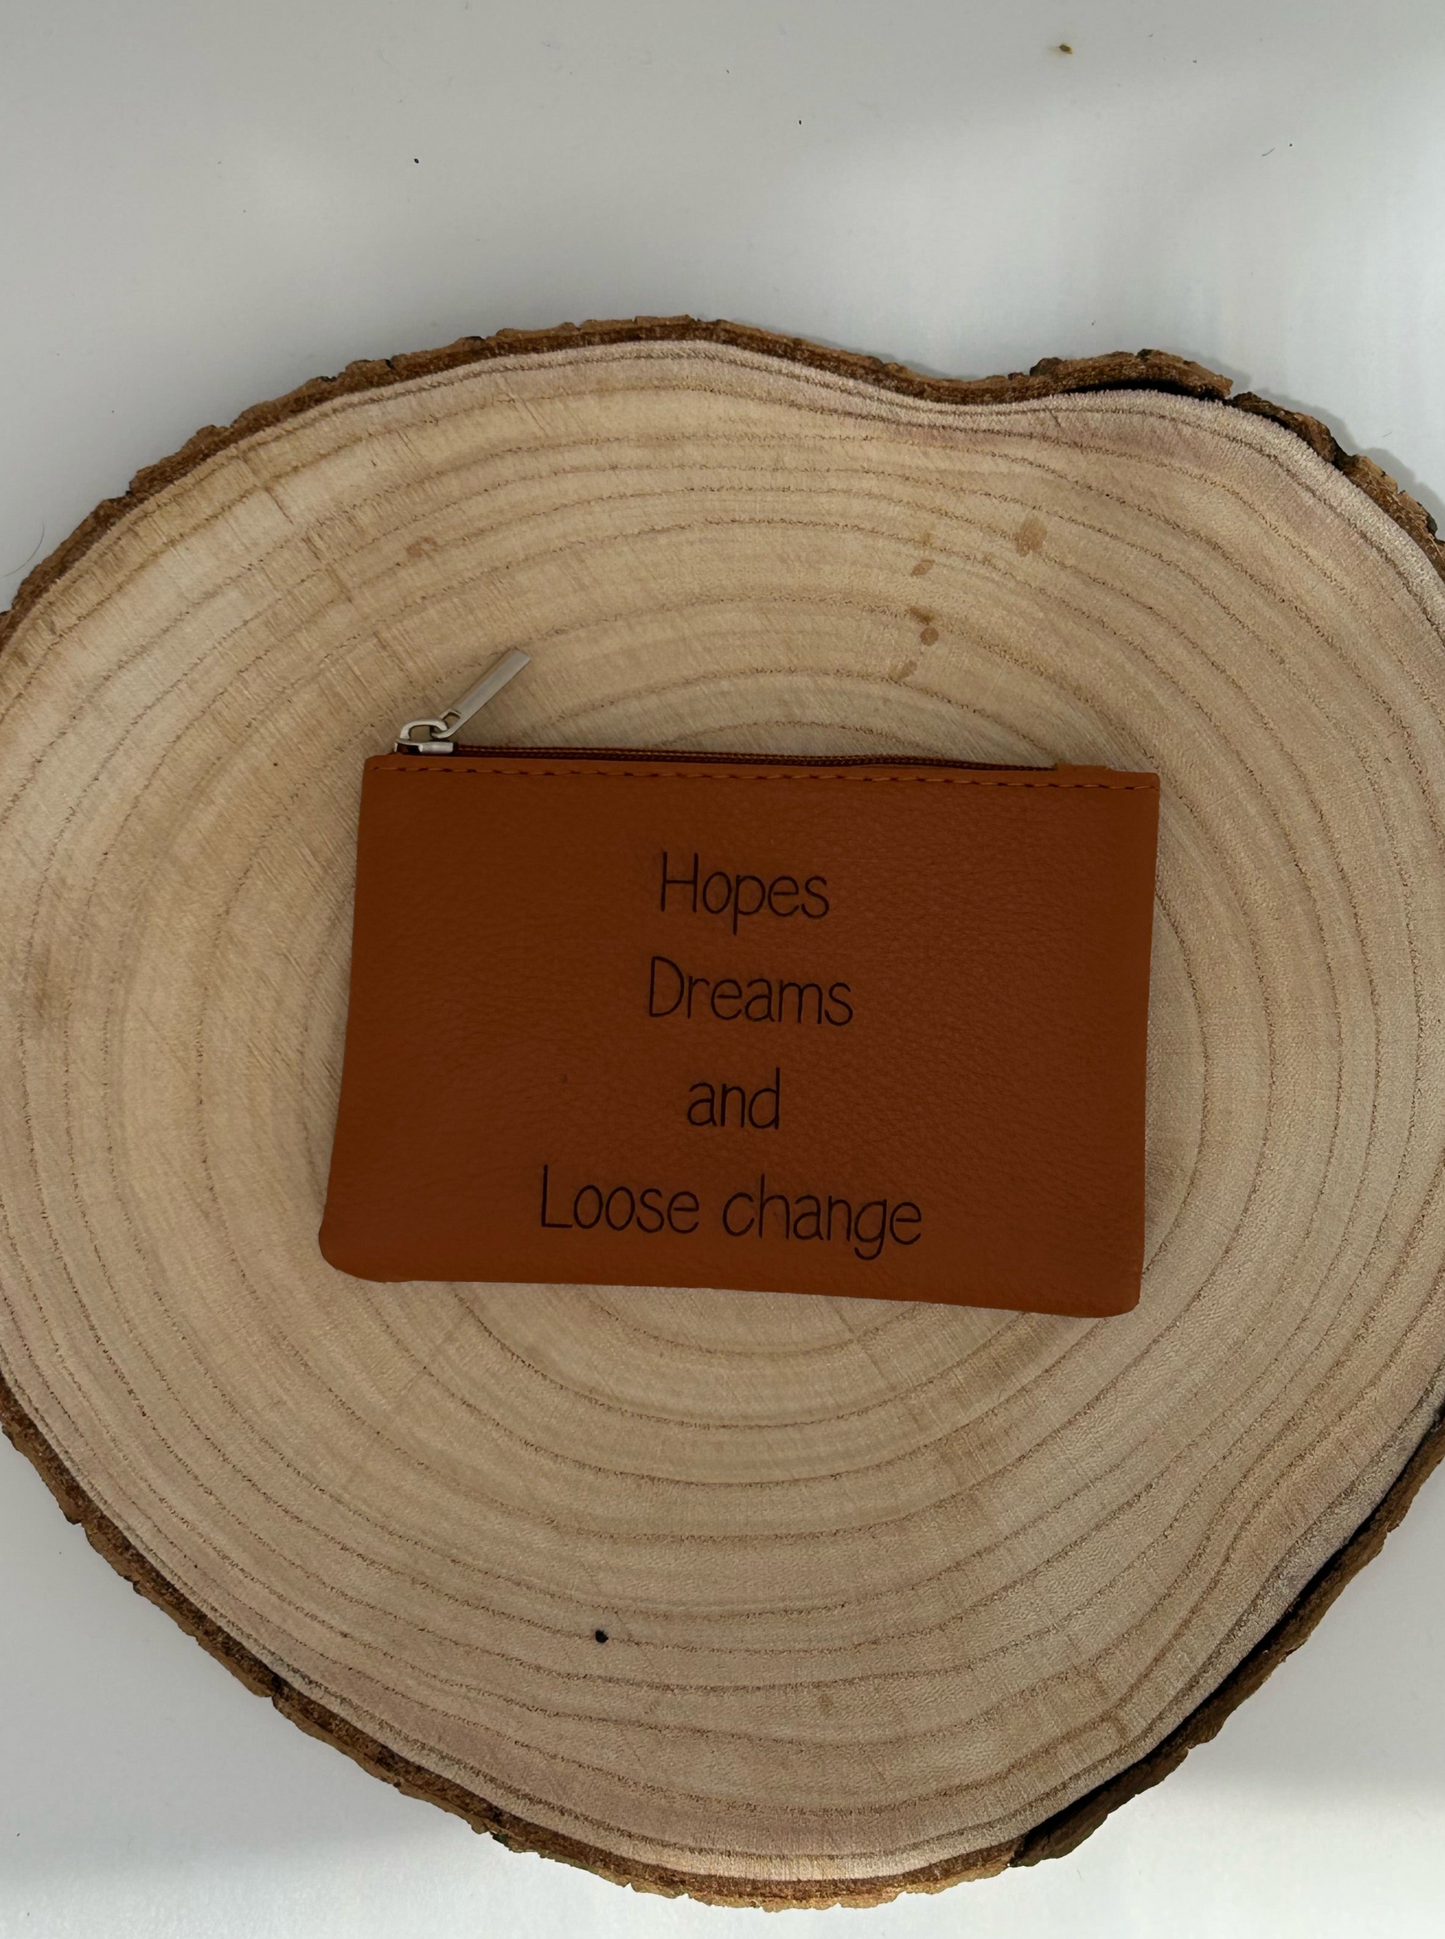 Hopes
Dreams
and
Loose change